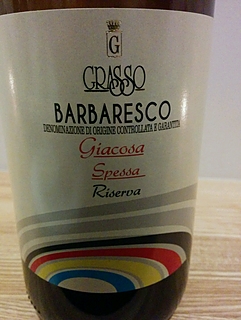 G
GRASSO
BARBARESCO
DENOMINAZIONE DI ORIGINE CONTROLLATA E GARANTITA
Giacosa
Spessa
Riserva